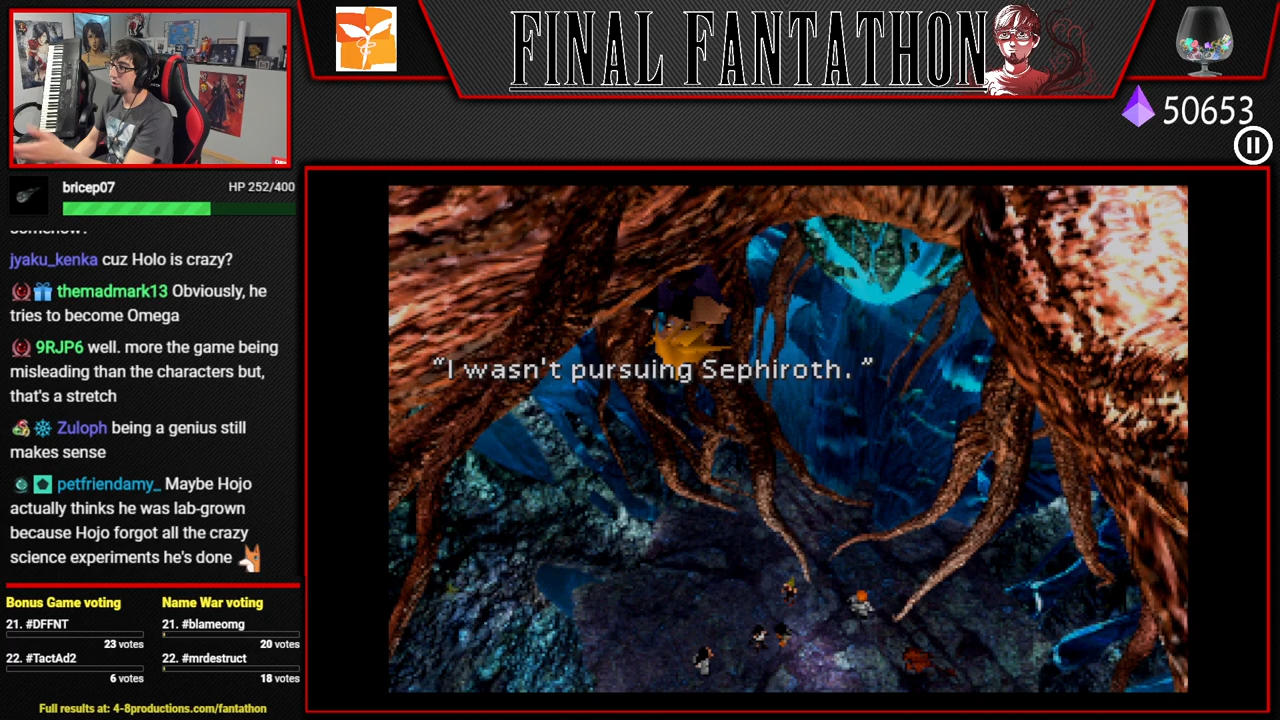 FINAL FANTATHON
50653
bricep07
HP 252/400
jyaku_kenka cuz Holo is crazy?
themadmark13 Obviously, he
tries to become Omega
9RJP6 well. more the game being
misleading than the characters but,
that's a stretch
Zuloph being a genius still
makes sense
petfriendamy_ Maybe Hojo
actually thinks he was lab-grown
because Hojo forgot all the crazy
science experiments he's done
Bonus Game voting
21. #DFFNT
23 votes
22. #TactAd2
6 votes
Name War voting
21. #blameomg
20 votes
22. #mrdestruct
18 votes
Full results at: 4-8productions.com/fantathon
“I wasn't pursuing Sephiroth.”